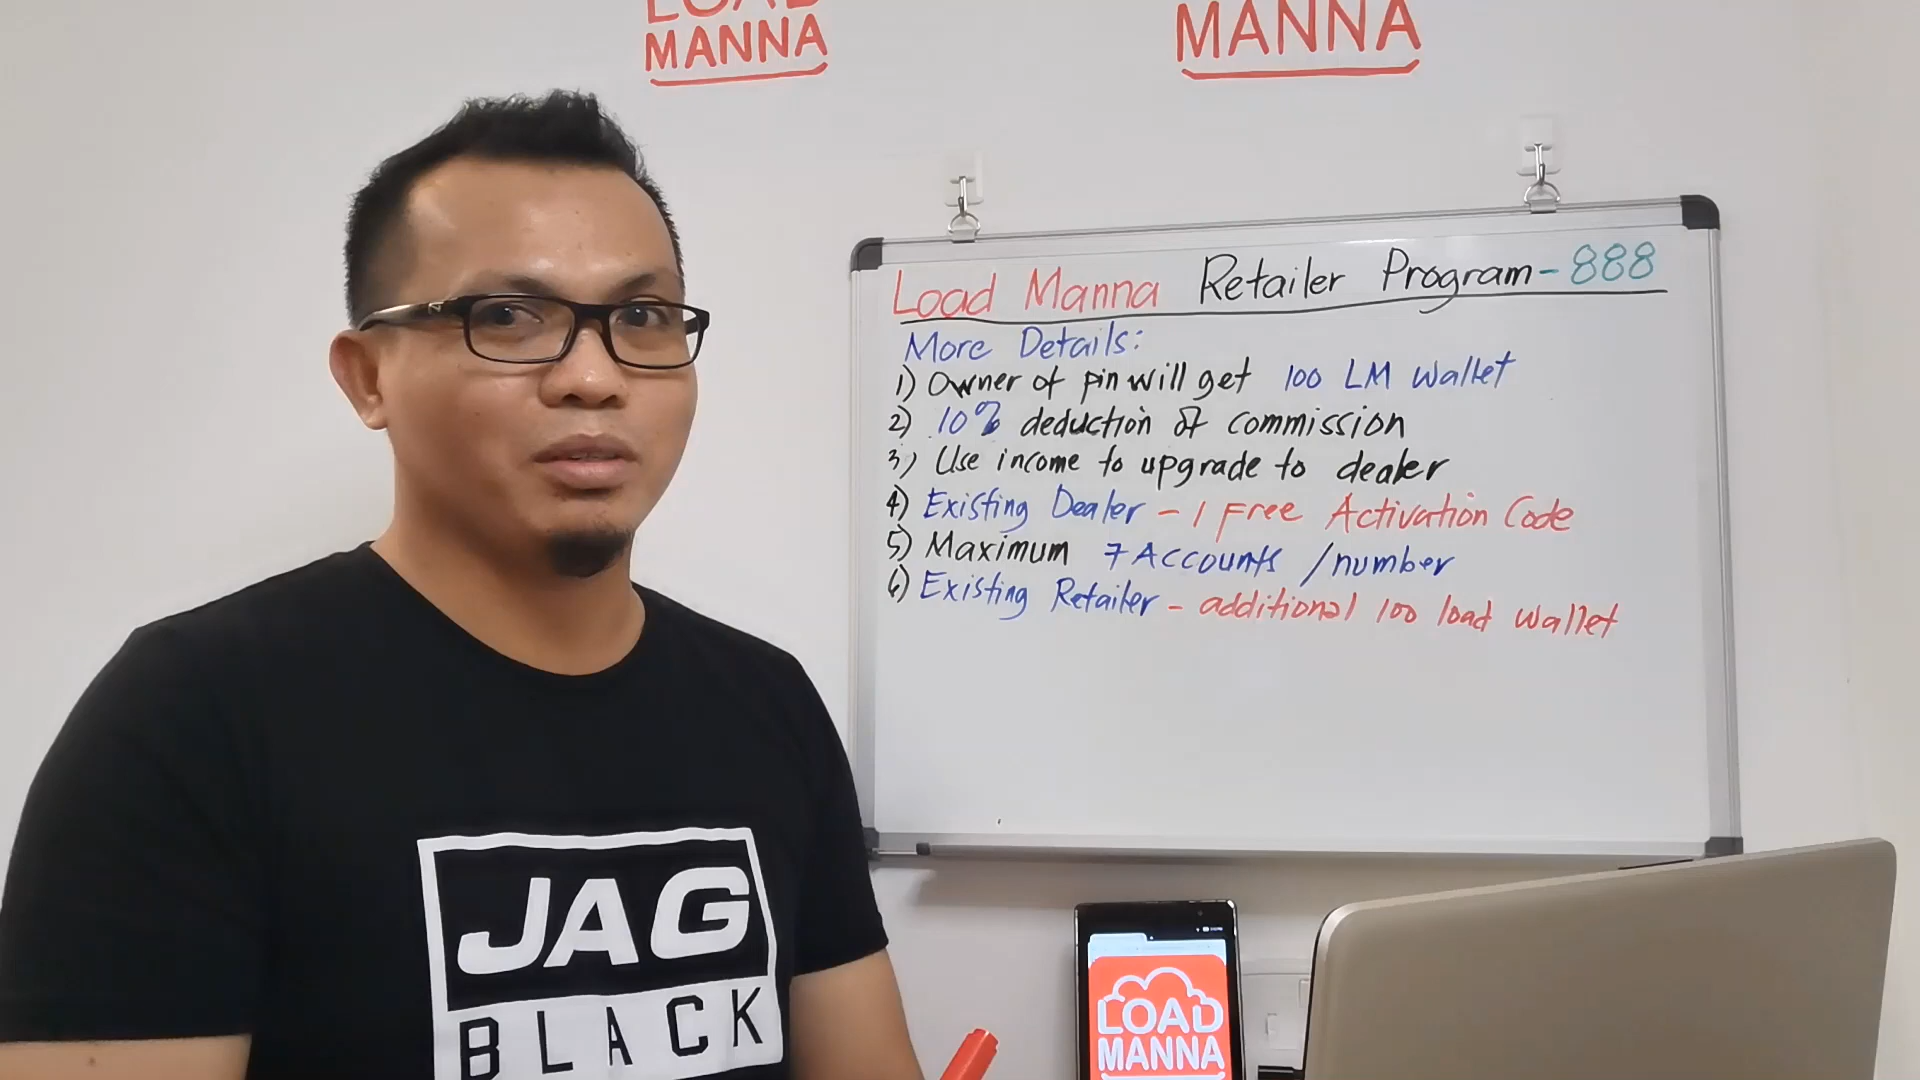 LOAD
MANNA
MANNA
Load Manna Retailer Program - 888
More Details:
1) Owner of pin will get 100 LM Wallet
2) 10% deduction of commission
3) Use income to upgrade to dealer
4) Existing Dealer - 1 Free Activation Code
5) Maximum 7 Accounts / number
6) Existing Retailer - additional 100 load wallet
JAG
BLACK
LOAD
MANNA